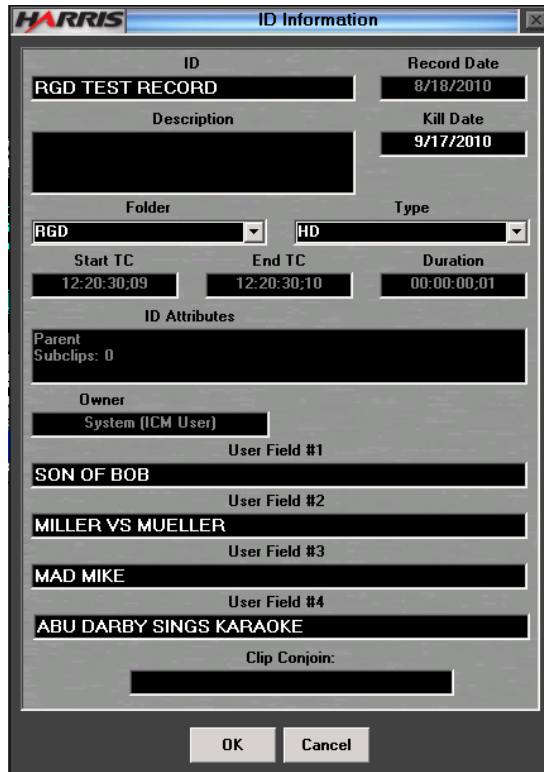 HARRIS ID Information
ID Record Date
RGD TEST RECORD 8/18/2010
Description Kill Date
9/17/2010
Folder Type
RGD HD
Start TC End TC Duration
12:20:30;09 12:20:30;10 00:00:00;01
ID Attributes
Parent
Subclips: 0
Owner
System (ICM User)
User Field #1
SON OF BOB
User Field #2
MILLER VS MUELLER
User Field #3
MAD MIKE
User Field #4
ABU DARBY SINGS KARAOKE
Clip Conjoin:
OK Cancel